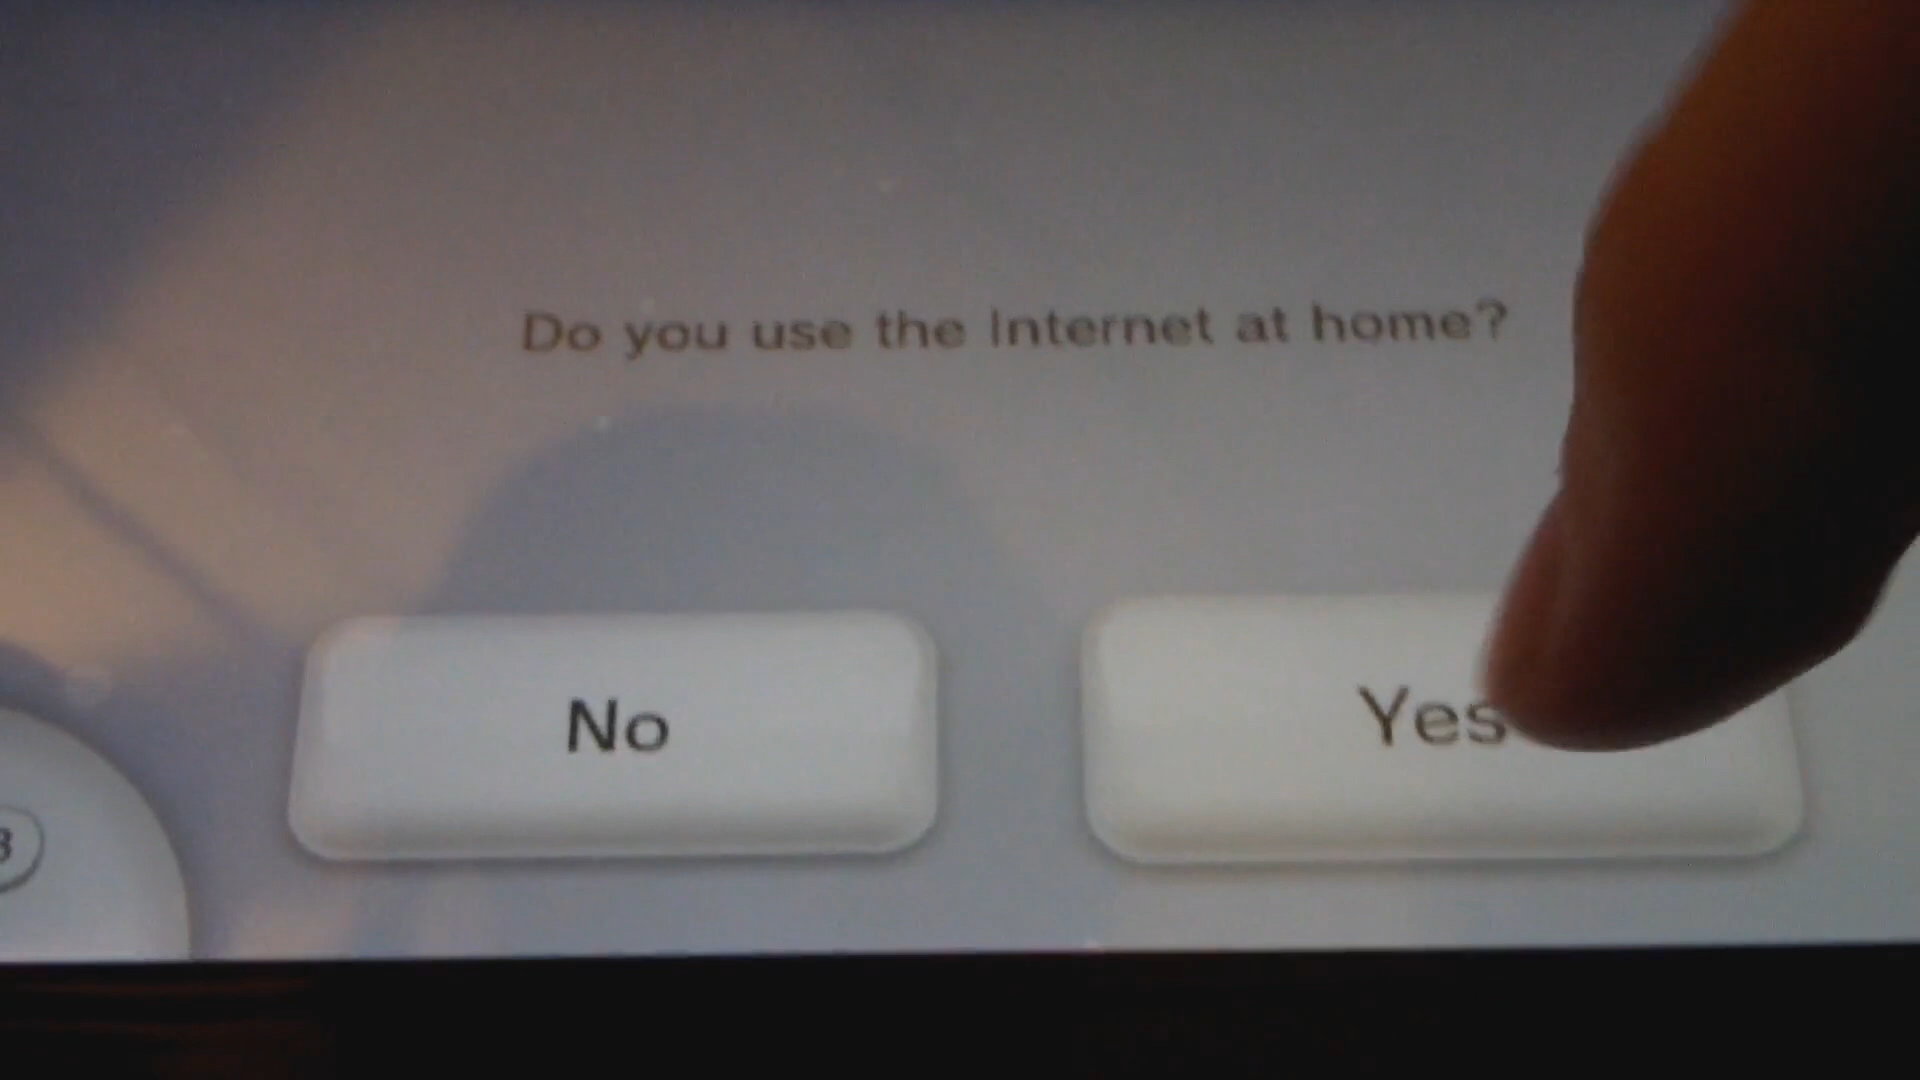 Do you use the Internet at home?
No
Yes